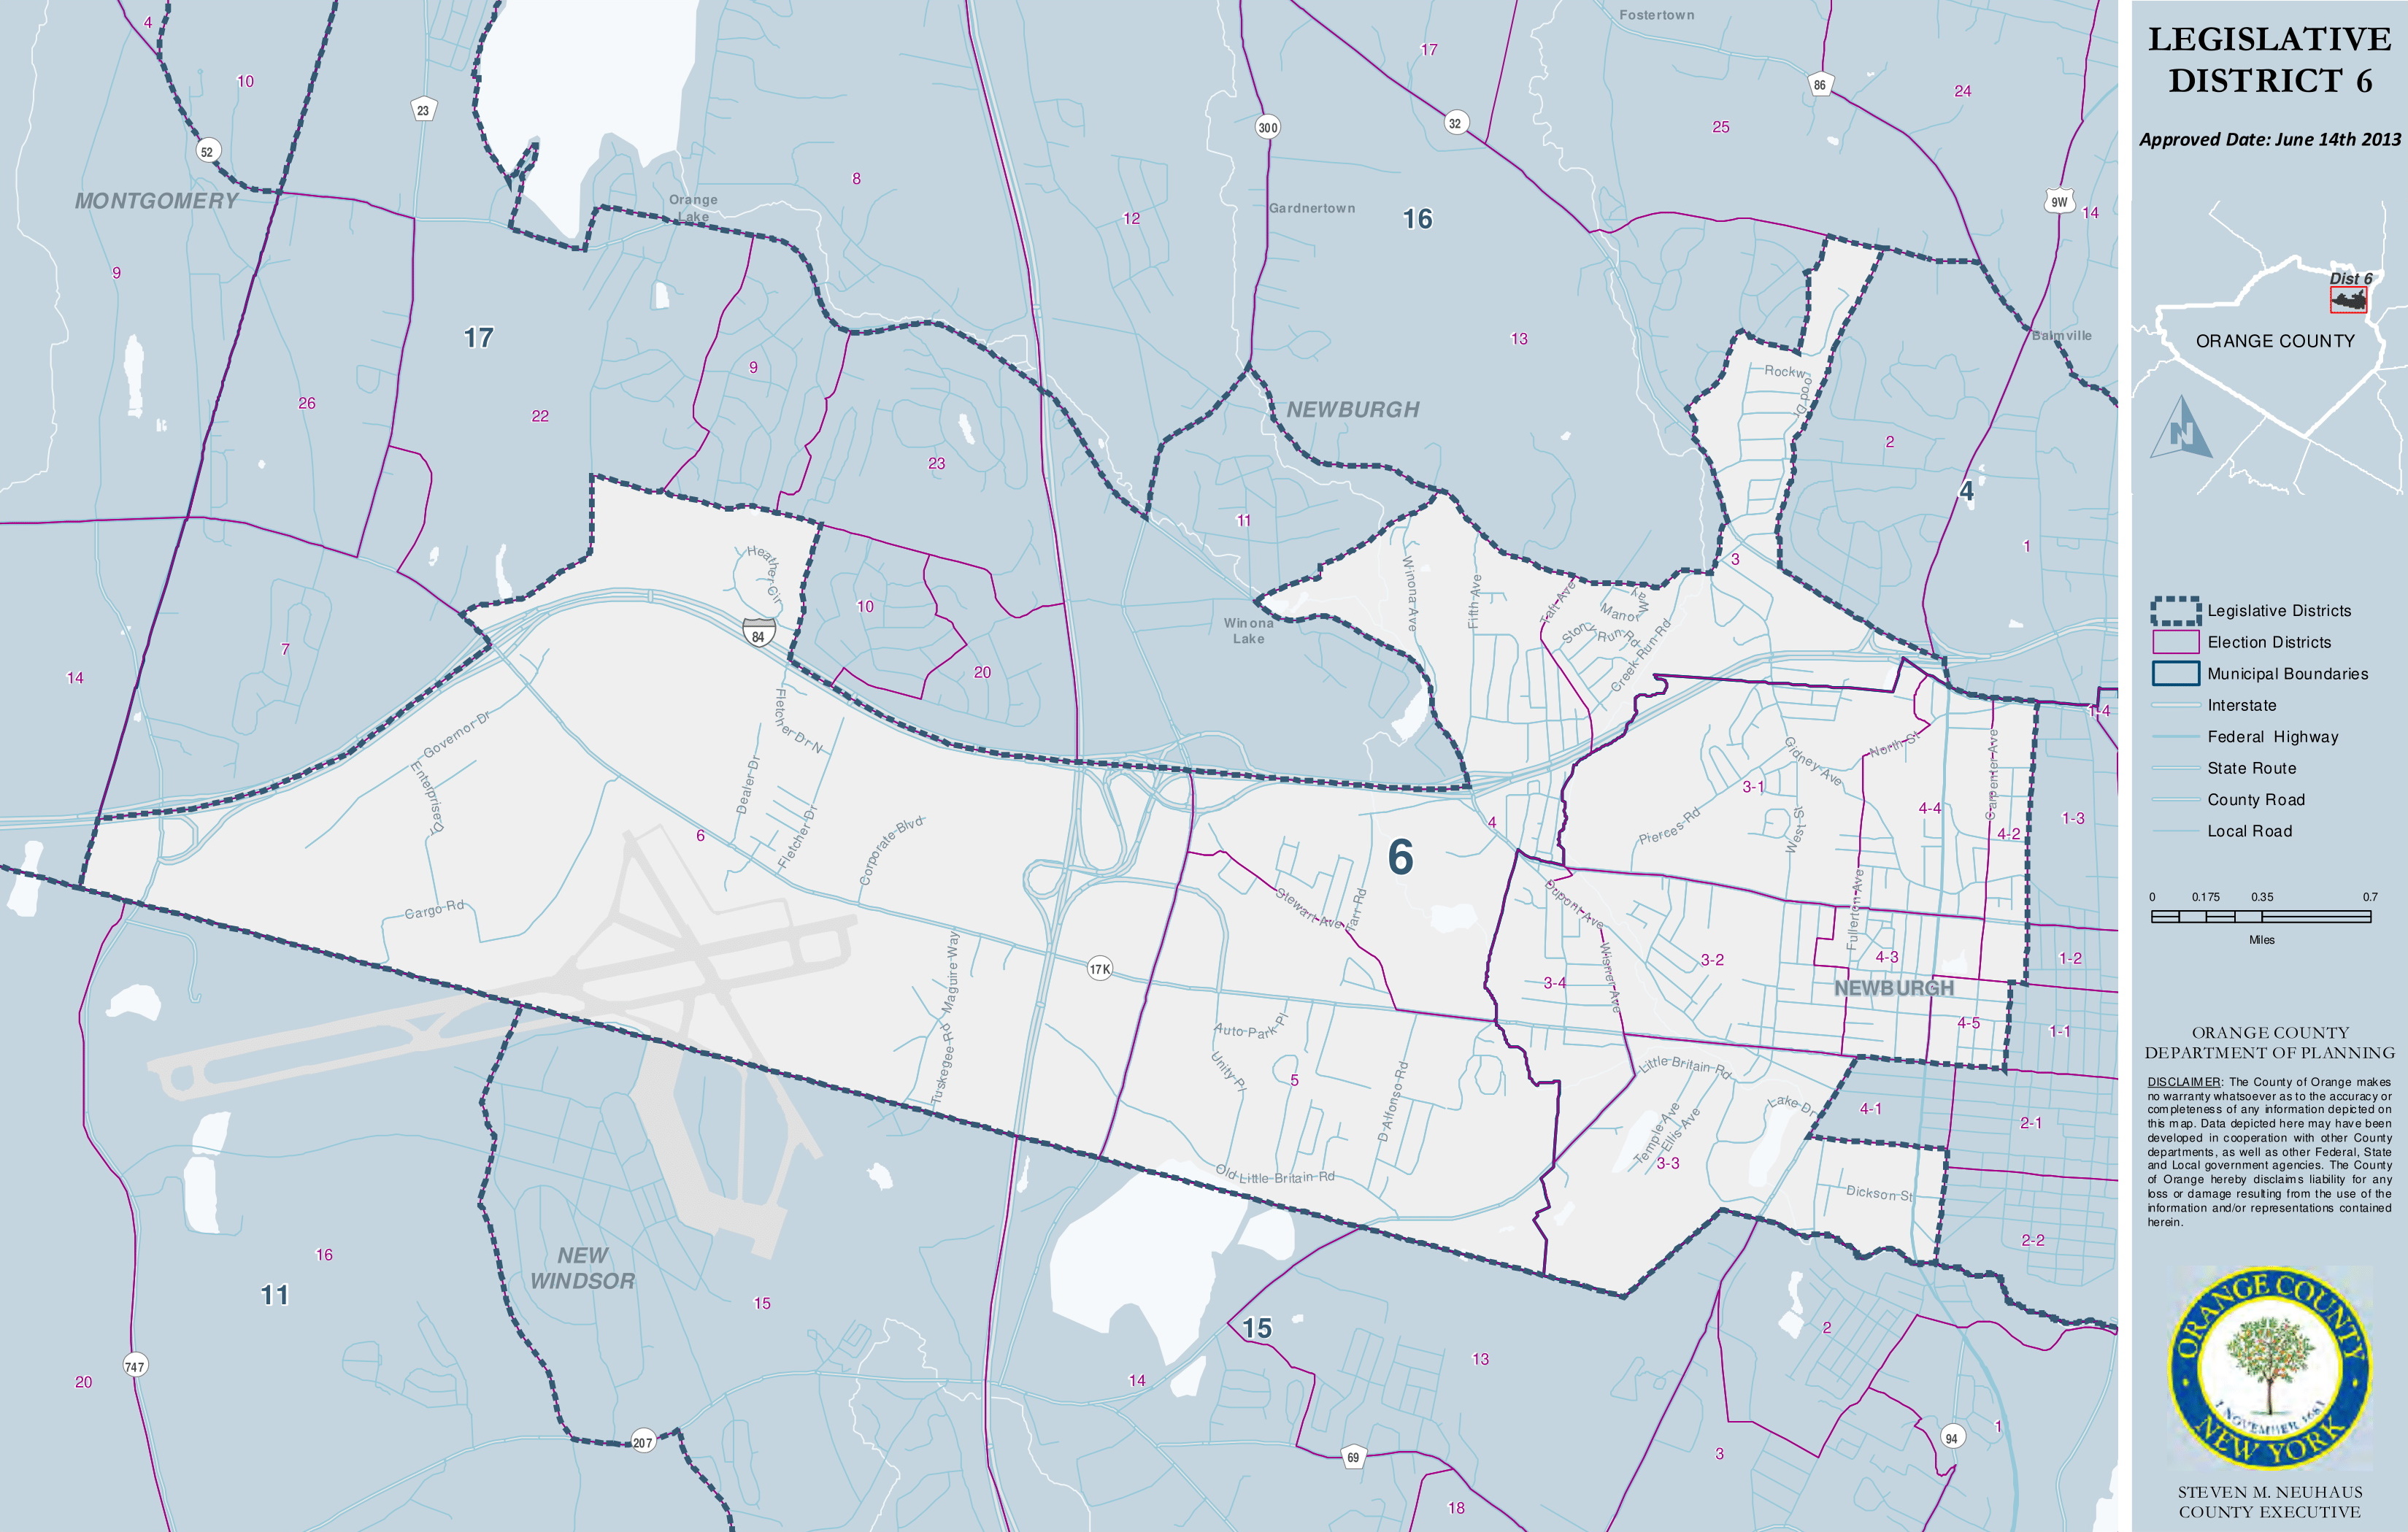 LEGISLATIVE
DISTRICT 6
Approved Date: June 14th 2013
Dist 6
ORANGE COUNTY
N
Legislative Districts
Election Districts
Municipal Boundaries
Interstate
Federal Highway
State Route
County Road
Local Road
0 0.175 0.35 0.7
Miles
ORANGE COUNTY
DEPARTMENT OF PLANNING
DISCLAIMER: The County of Orange makes
no warranty whatsoever as to the accuracy or
completeness of any information depicted on
this map. Data depicted here may have been
developed in cooperation with other County
departments, as well as other Federal, State
and Local government agencies. The County
of Orange hereby disclaims liability for any
loss or damage resulting from the use of the
information and/or representations contained
herein.
ORANGE COUNTY
1 NOVEMBER 1683
NEW YORK
STEVEN M. NEUHAUS
COUNTY EXECUTIVE
4
10
52
23
MONTGOMERY
9
Orange
Lake
8
12
300
Gardnertown
16
17
32
Fostertown
86
25
24
9W
14
Balmville
13
17
26
22
9
23
NEWBURGH
11
Rockwood Dr
2
4
1
3
Heather Cir
84
10
20
Winona
Lake
Winona Ave
Fifth Ave
Taft Ave
Manor Way
Stony Run Rd
Creek Run Rd
7
14
Governor Dr
Enterprise Dr
Cargo Rd
6
Fletcher Dr N
Dealer Dr
Fletcher Dr
Corporate Blvd
17K
Maguire Way
Tuskegee Rd
6
4
Stewart Ave
Farr Rd
Auto Park Pl
Unity Pl
5
D Alfonso Rd
Old Little Britain Rd
3-1
Gidney Ave
North St
Pierces Rd
West St
4-4
Carpenter Ave
4-2
1-4
1-3
Dupont Ave
Wisner Ave
Fullerton Ave
3-4
3-2
4-3
NEWBURGH
4-5
1-2
1-1
Little Britain Rd
Temple Ave
Ellis Ave
Lake Dr
3-3
4-1
2-1
Dickson St
2-2
NEW
WINDSOR
16
11
15
20
747
207
15
14
13
69
18
2
3
94
1